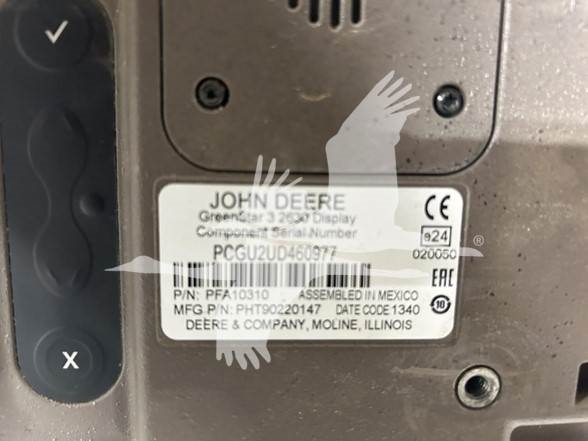 JOHN DEERE
GreenStar 3 2630 Display
Component Serial Number
PCGU2UD460977
P/N: PFA10310 ASSEMBLED IN MEXICO
MFG P/N: PHT90220147 DATE CODE 1340
DEERE & COMPANY, MOLINE, ILLINOIS
CE
e24
020050
EAC
10
®
X